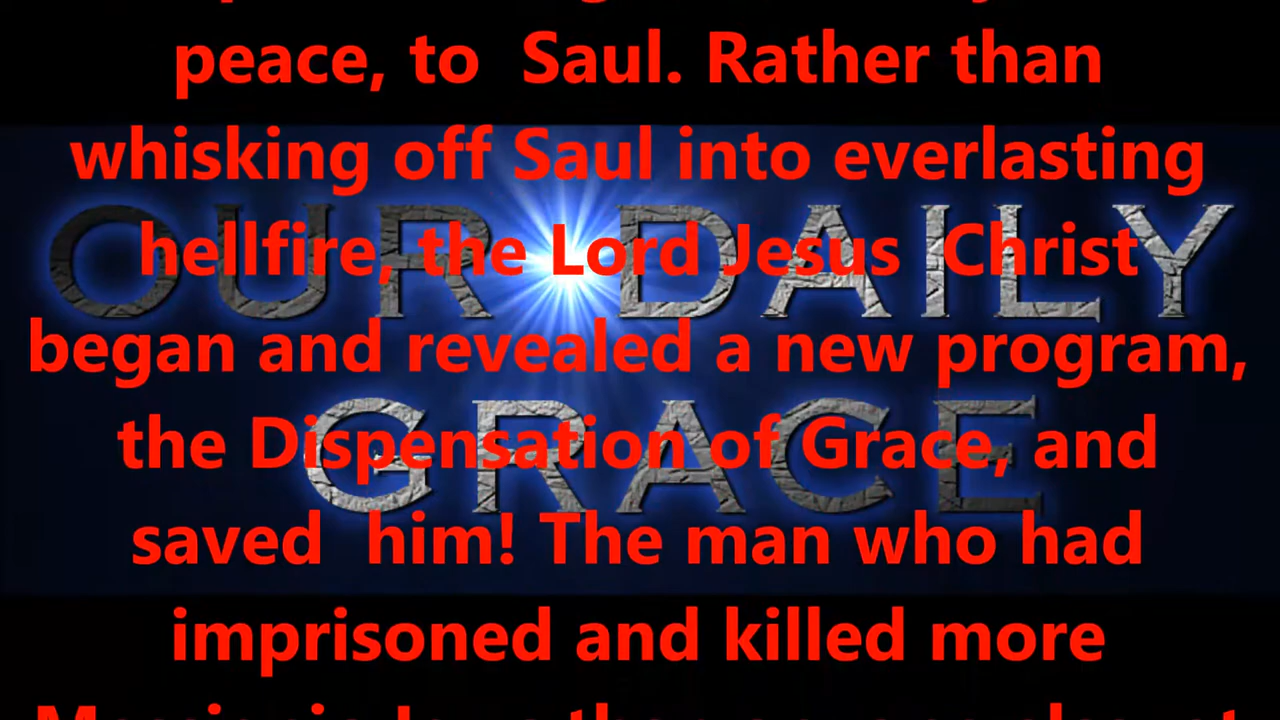 peace, to Saul. Rather than
whisking off Saul into everlasting
hellfire, the Lord Jesus Christ
began and revealed a new program,
the Dispensation of Grace, and
saved him! The man who had
imprisoned and killed more
OUR DAILY
GRACE